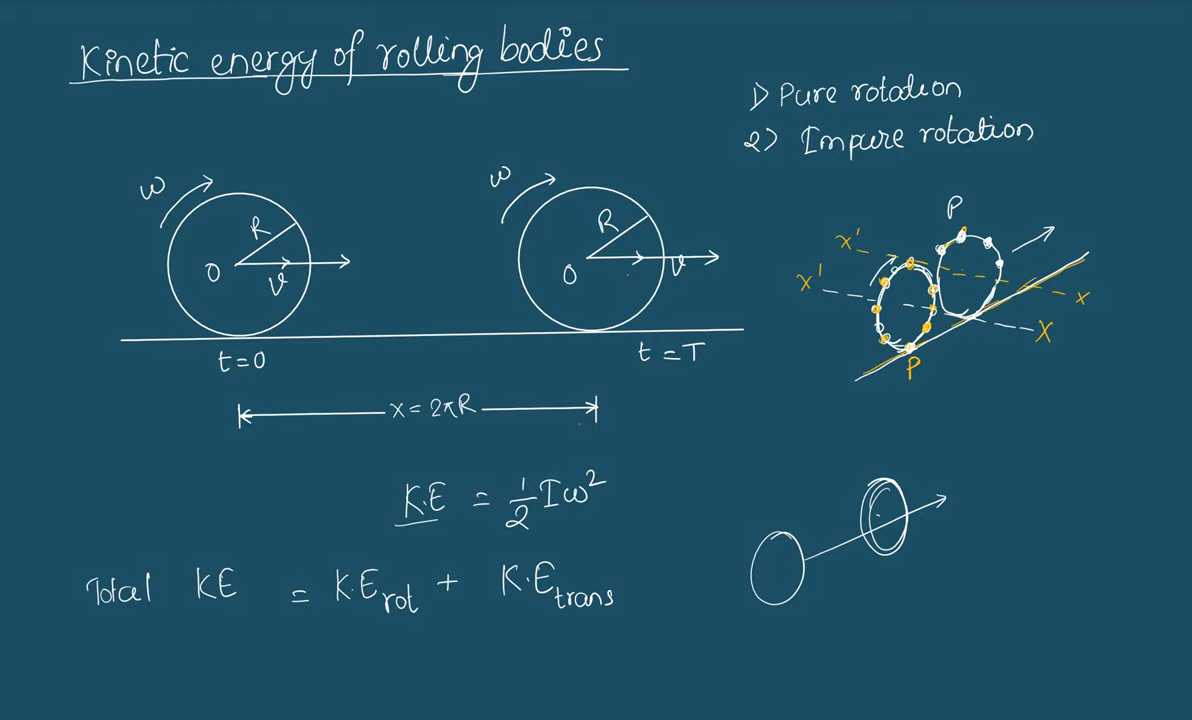 Kinetic energy of rolling bodies
1) Pure rotation
2) Impure rotation
ω
R
O
v
t=0
ω
R
O
v
t=T
x = 2πR
P
x'
x'
x
X
P
K.E = 1/2 Iω²
Total KE = K.E rot + K.E trans